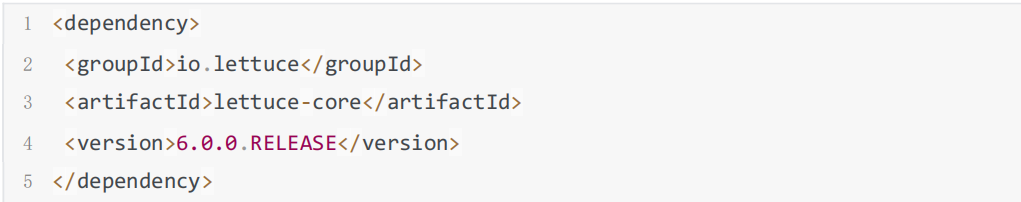 1 <dependency>
2 <groupId>io.lettuce</groupId>
3 <artifactId>lettuce-core</artifactId>
4 <version>6.0.0.RELEASE</version>
5 </dependency>